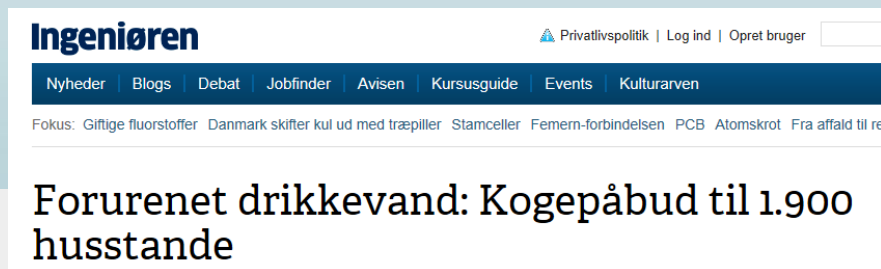 Ingeniøren
Privatlivspolitik | Log ind | Opret bruger
Nyheder Blogs Debat Jobfinder Avisen Kursusguide Events Kulturarven
Fokus: Giftige fluorstoffer Danmark skifter kul ud med træpiller Stamceller Femern-forbindelsen PCB Atomskrot Fra affald til
Forurenet drikkevand: Kogepåbud til 1.900
husstande